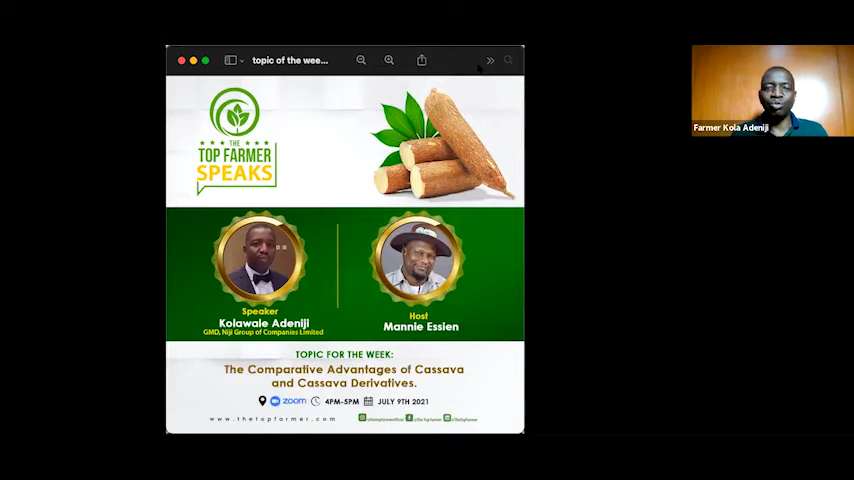 topic of the wee...
Farmer Kola Adeniji
THE
TOP FARMER
SPEAKS
Speaker
Kolawale Adeniji
GMD, Niji Group of Companies Limited
Host
Mannie Essien
TOPIC FOR THE WEEK:
The Comparative Advantages of Cassava
and Cassava Derivatives.
zoom 4PM-5PM JULY 9TH 2021
www.thetopfarmer.com